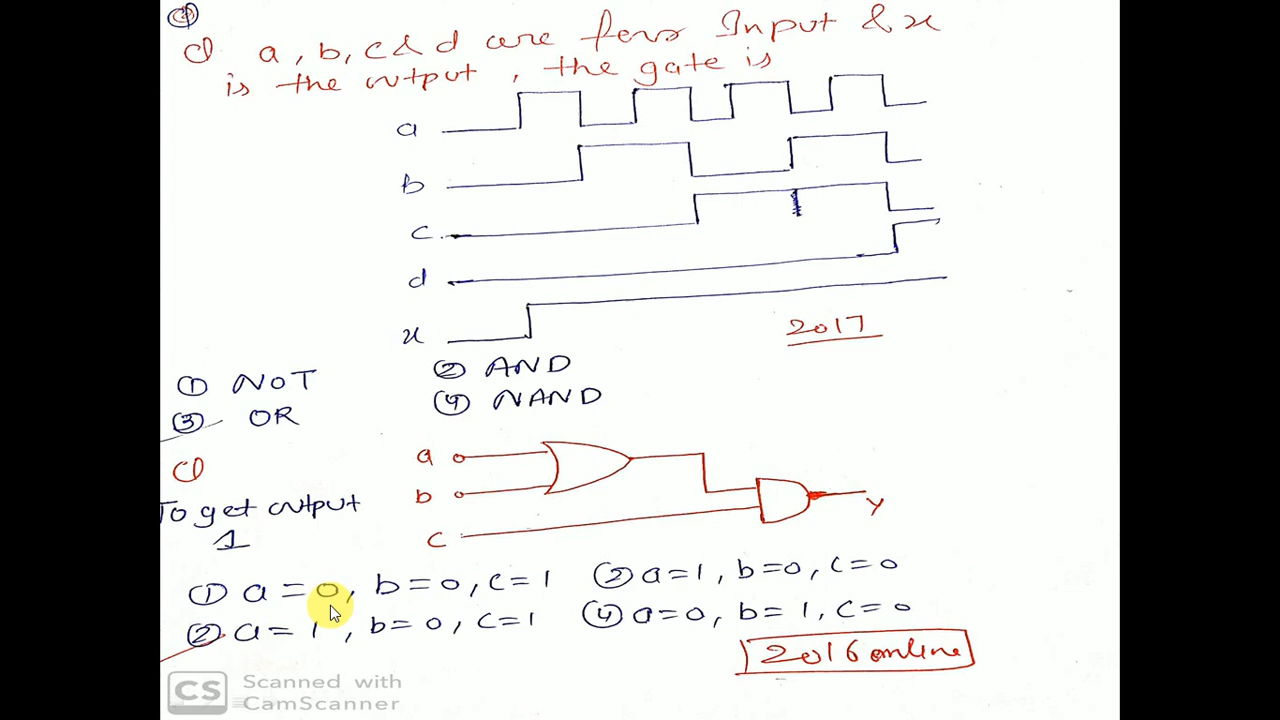 Q a, b, c & d are four Input & x
is the output, the gate is
a
b
c
d
x
2017
① NOT ② AND
③ OR ④ NAND
Q
To get output
1
a
b
c
y
① a = 0, b = 0, c = 1 ② a = 1, b = 0, c = 0
② a = 1, b = 0, c = 1 ④ a = 0, b = 1, c = 0
2016 online
CS Scanned with
CamScanner